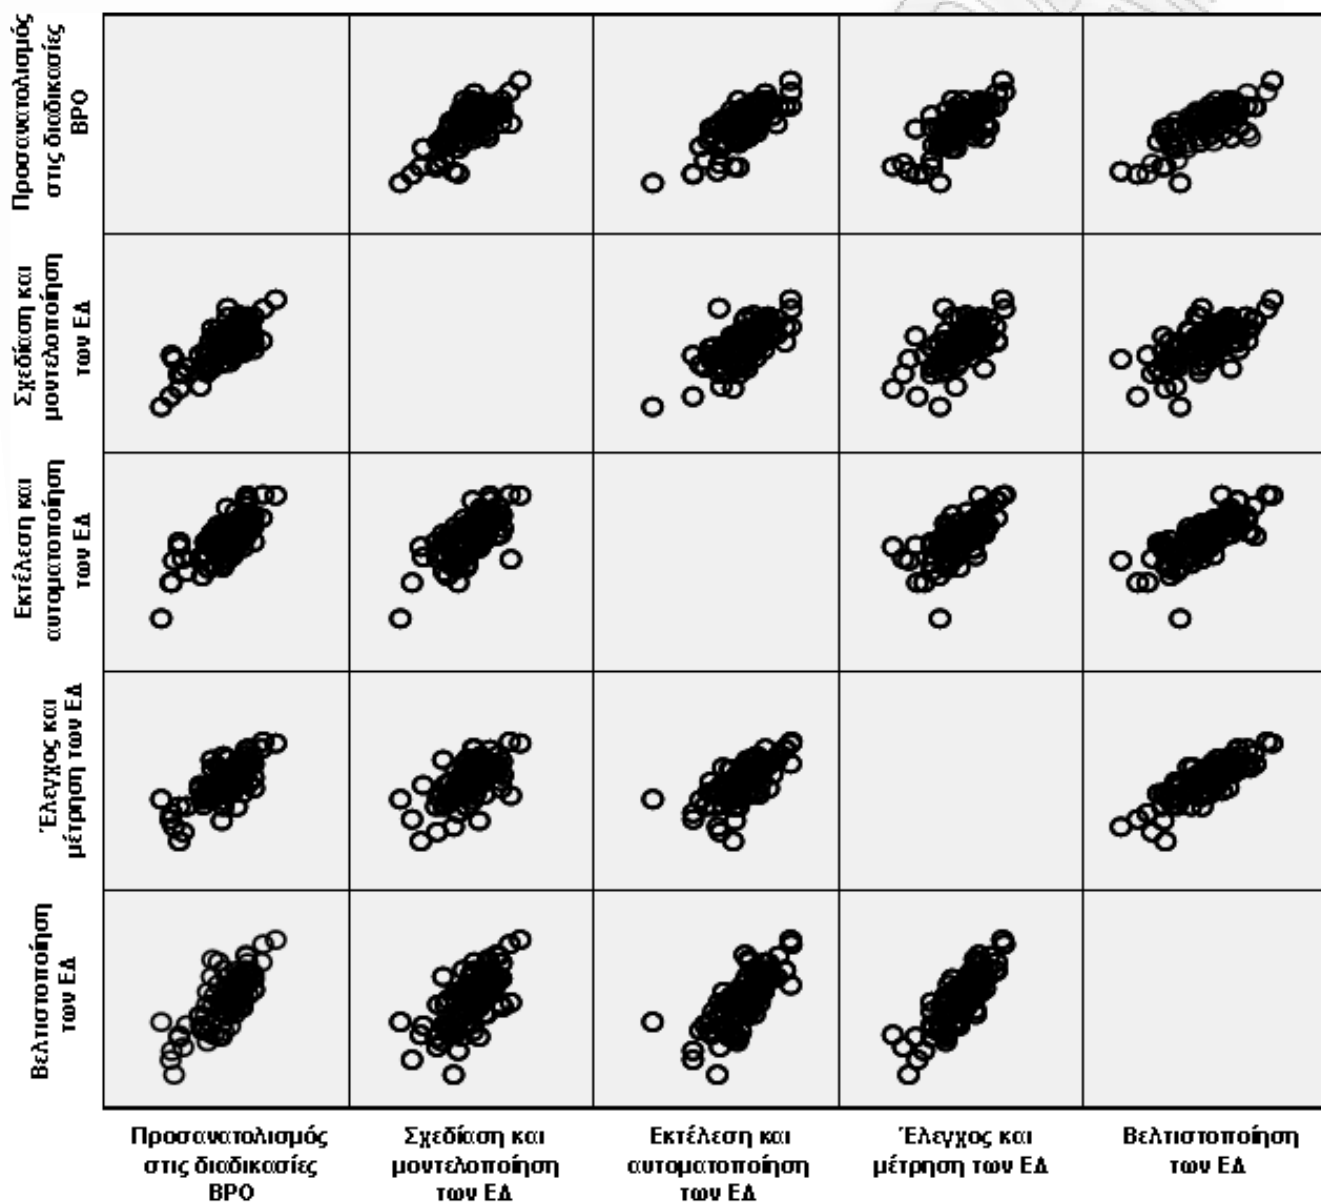 Προσανατολισμός
στις διαδικασίες
BPO
Σχεδίαση και
μοντελοποίηση
των ΕΔ
Εκτέλεση και
αυτοματοποίηση
των ΕΔ
Έλεγχος και
μέτρηση των ΕΔ
Βελτιστοποίηση
των ΕΔ
Προσανατολισμός
στις διαδικασίες
BPO
Σχεδίαση και
μοντελοποίηση
των ΕΔ
Εκτέλεση και
αυτοματοποίηση
των ΕΔ
Έλεγχος και
μέτρηση των ΕΔ
Βελτιστοποίηση
των ΕΔ